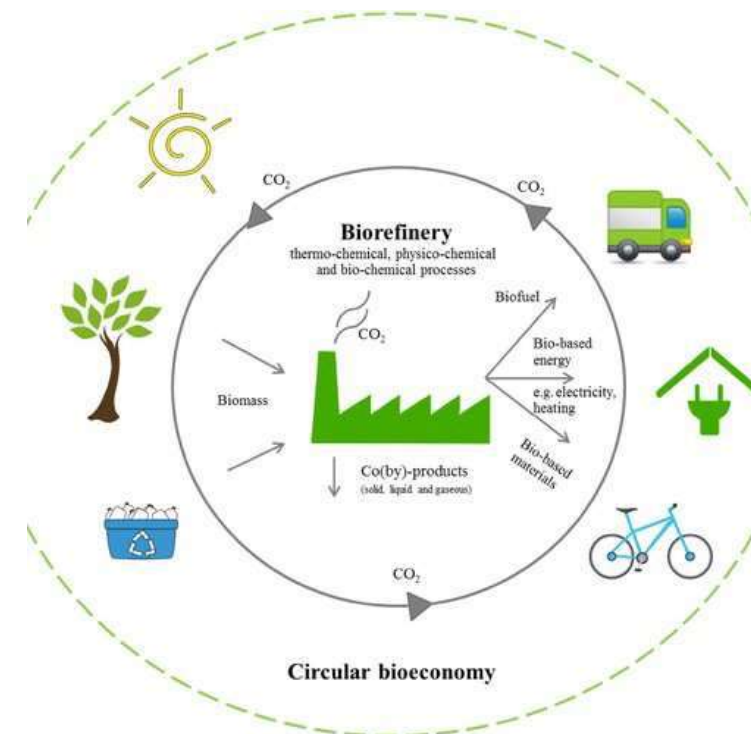 CO₂
CO₂
Biorefinery
thermo-chemical, physico-chemical
and bio-chemical processes
Biofuel
CO₂
Bio-based
energy
e.g. electricity,
heating
Biomass
Bio-based
materials
Co(by)-products
(solid, liquid and gaseous)
CO₂
Circular bioeconomy